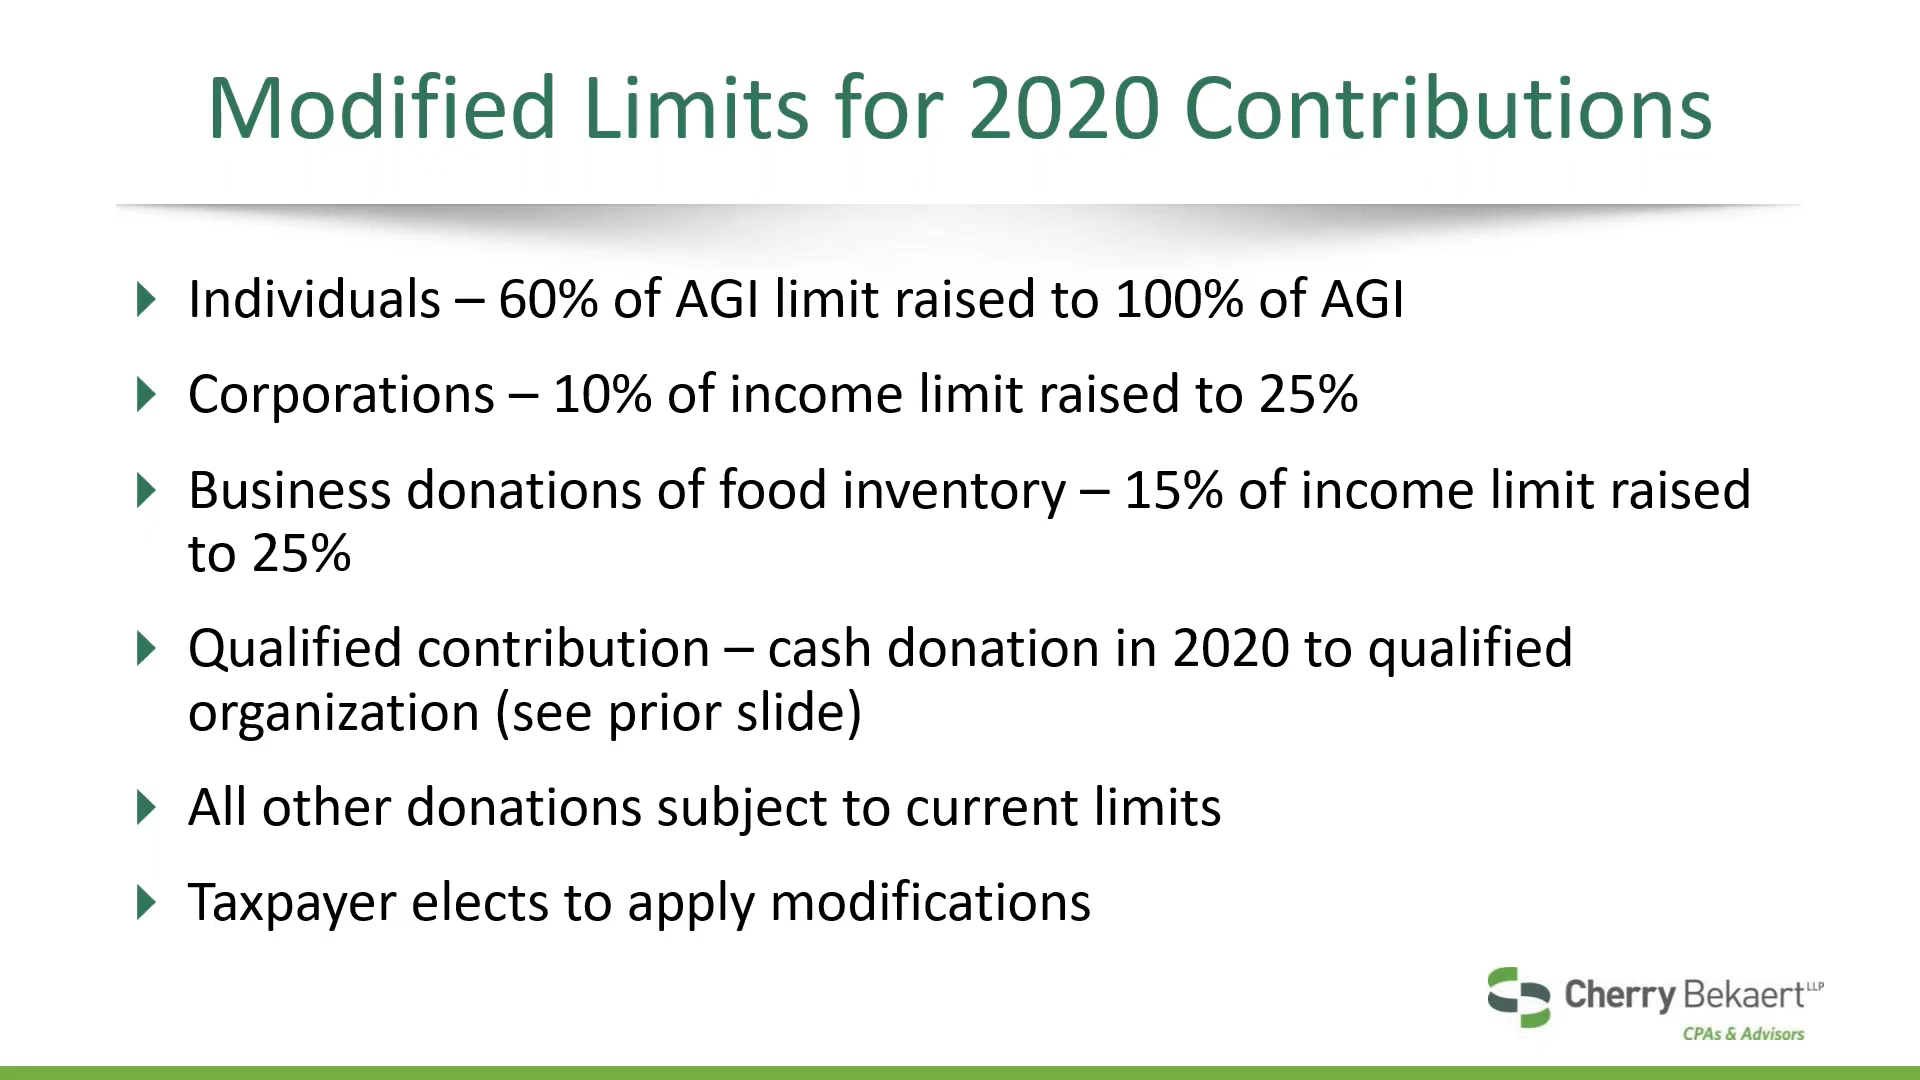 Modified Limits for 2020 Contributions
Individuals – 60% of AGI limit raised to 100% of AGI
Corporations – 10% of income limit raised to 25%
Business donations of food inventory – 15% of income limit raised
to 25%
Qualified contribution – cash donation in 2020 to qualified
organization (see prior slide)
All other donations subject to current limits
Taxpayer elects to apply modifications
Cherry Bekaert LLP
CPAs & Advisors